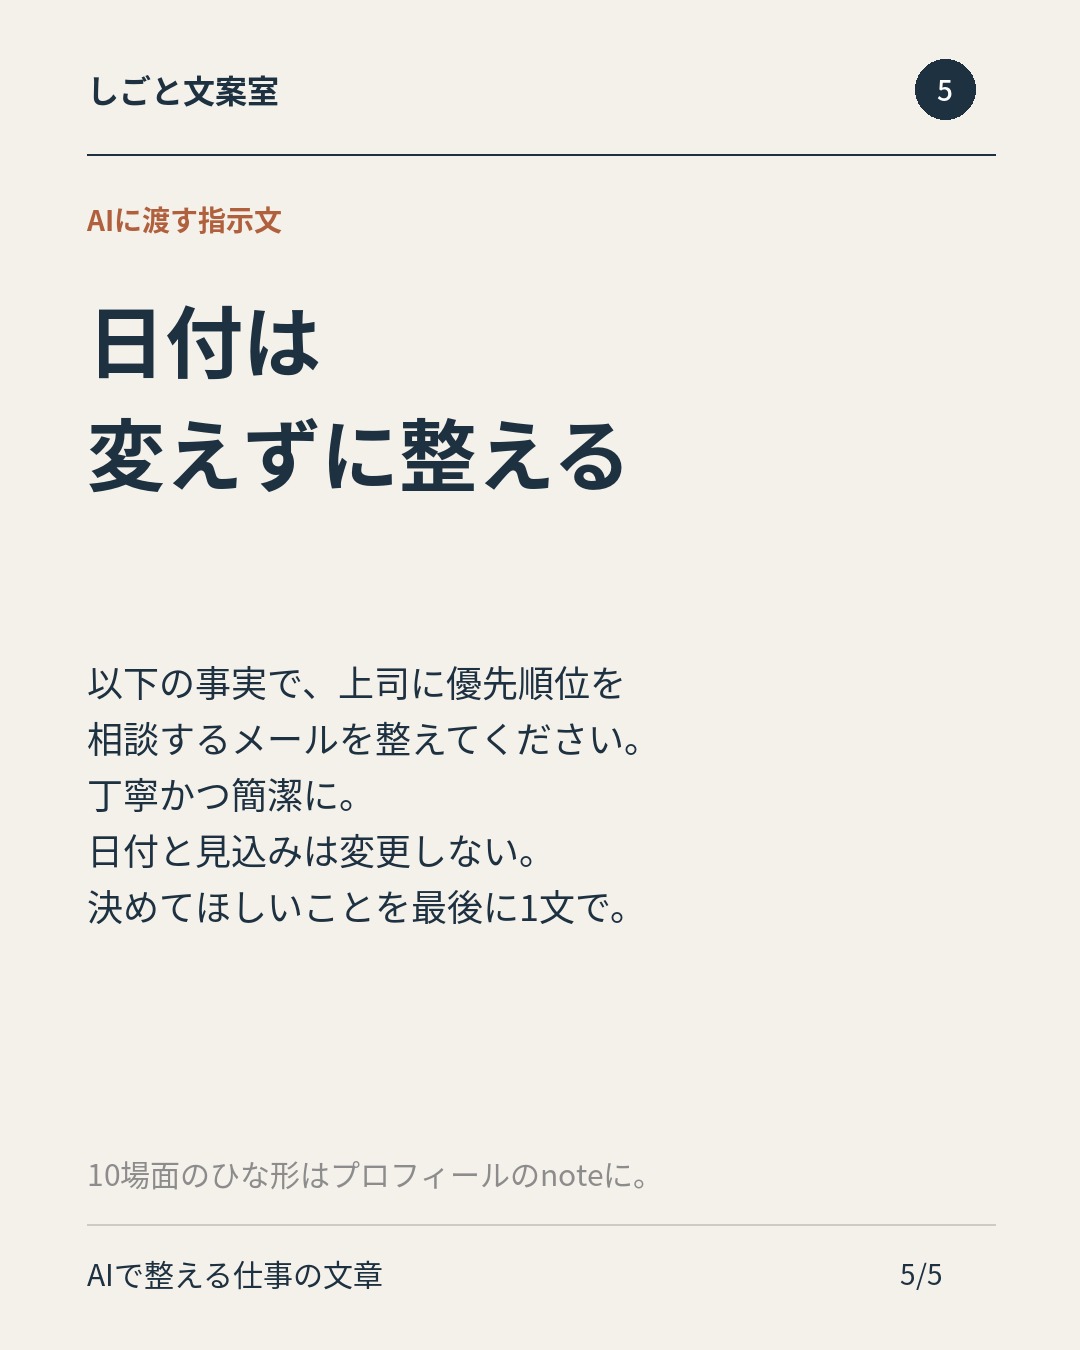 しごと文案室
5
AIに渡す指示文
日付は
変えずに整える
以下の事実で、上司に優先順位を
相談するメールを整えてください。
丁寧かつ簡潔に。
日付と見込みは変更しない。
決めてほしいことを最後に1文で。
10場面のひな形はプロフィールのnoteに。
AIで整える仕事の文章
5/5